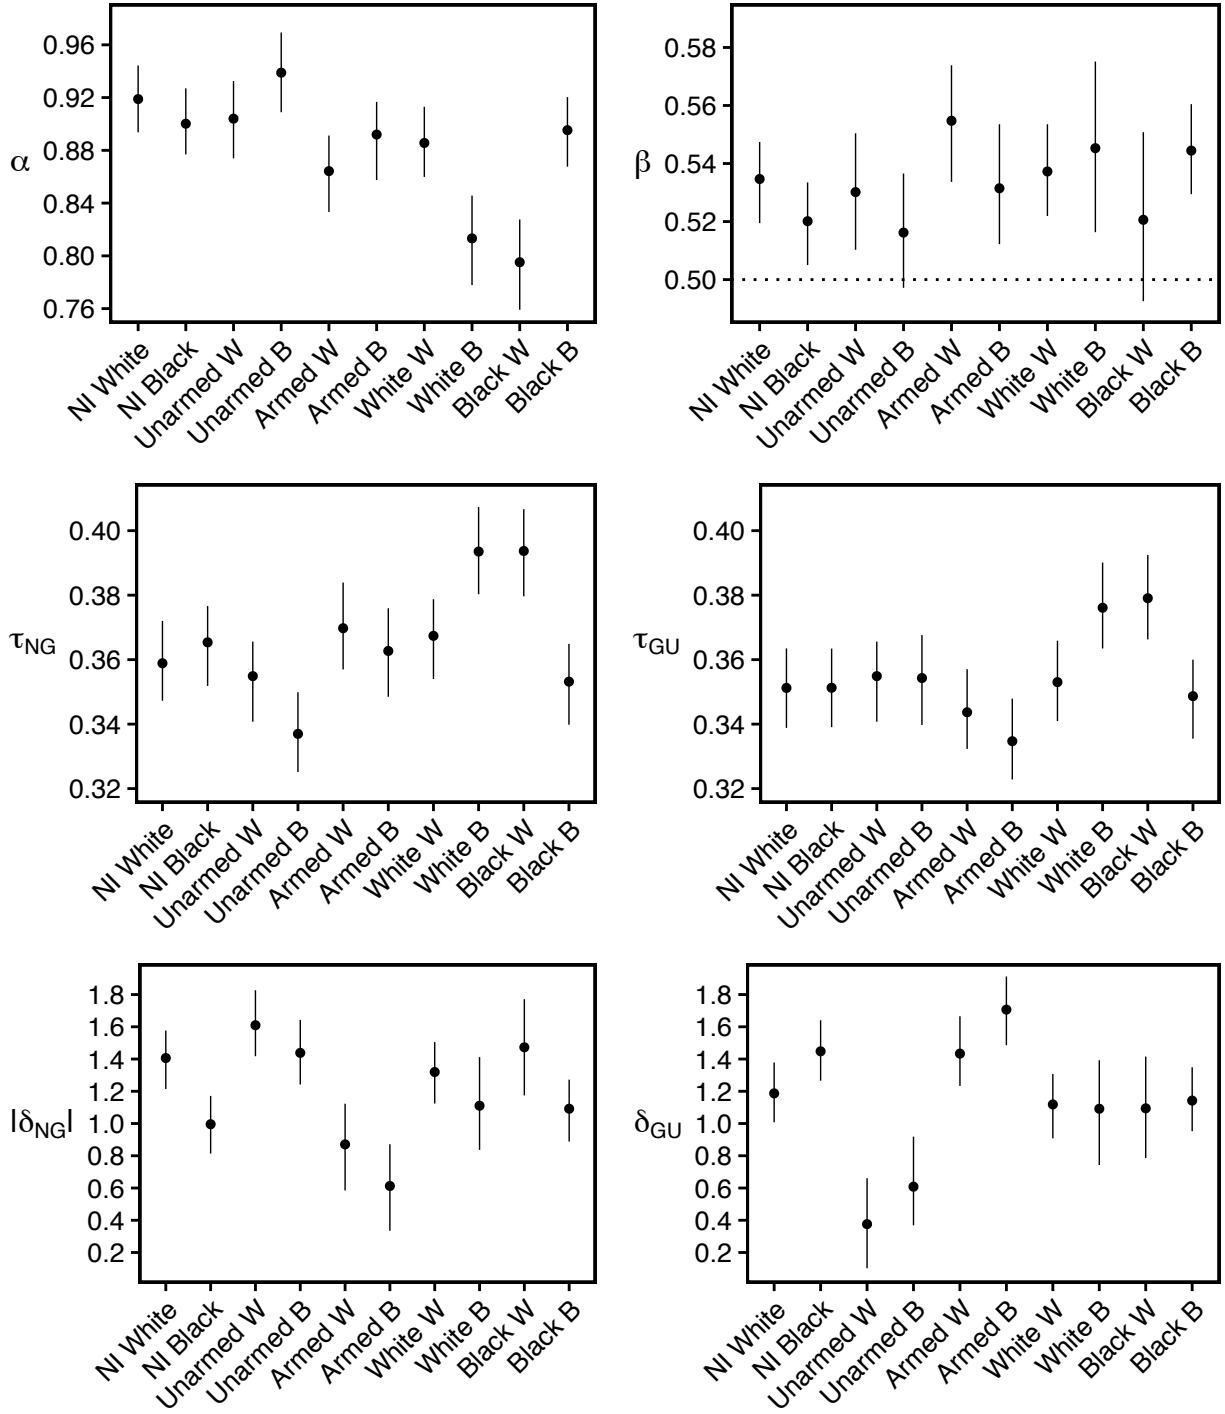 α
0.96
0.92
0.88
0.84
0.80
0.76
NI White
NI Black
Unarmed W
Unarmed B
Armed W
Armed B
White W
White B
Black W
Black B
β
0.58
0.56
0.54
0.52
0.50
NI White
NI Black
Unarmed W
Unarmed B
Armed W
Armed B
White W
White B
Black W
Black B
τNG
0.40
0.38
0.36
0.34
0.32
NI White
NI Black
Unarmed W
Unarmed B
Armed W
Armed B
White W
White B
Black W
Black B
τGU
0.40
0.38
0.36
0.34
0.32
NI White
NI Black
Unarmed W
Unarmed B
Armed W
Armed B
White W
White B
Black W
Black B
|δNG|
1.8
1.6
1.4
1.2
1.0
0.8
0.6
0.4
0.2
NI White
NI Black
Unarmed W
Unarmed B
Armed W
Armed B
White W
White B
Black W
Black B
δGU
1.8
1.6
1.4
1.2
1.0
0.8
0.6
0.4
0.2
NI White
NI Black
Unarmed W
Unarmed B
Armed W
Armed B
White W
White B
Black W
Black B